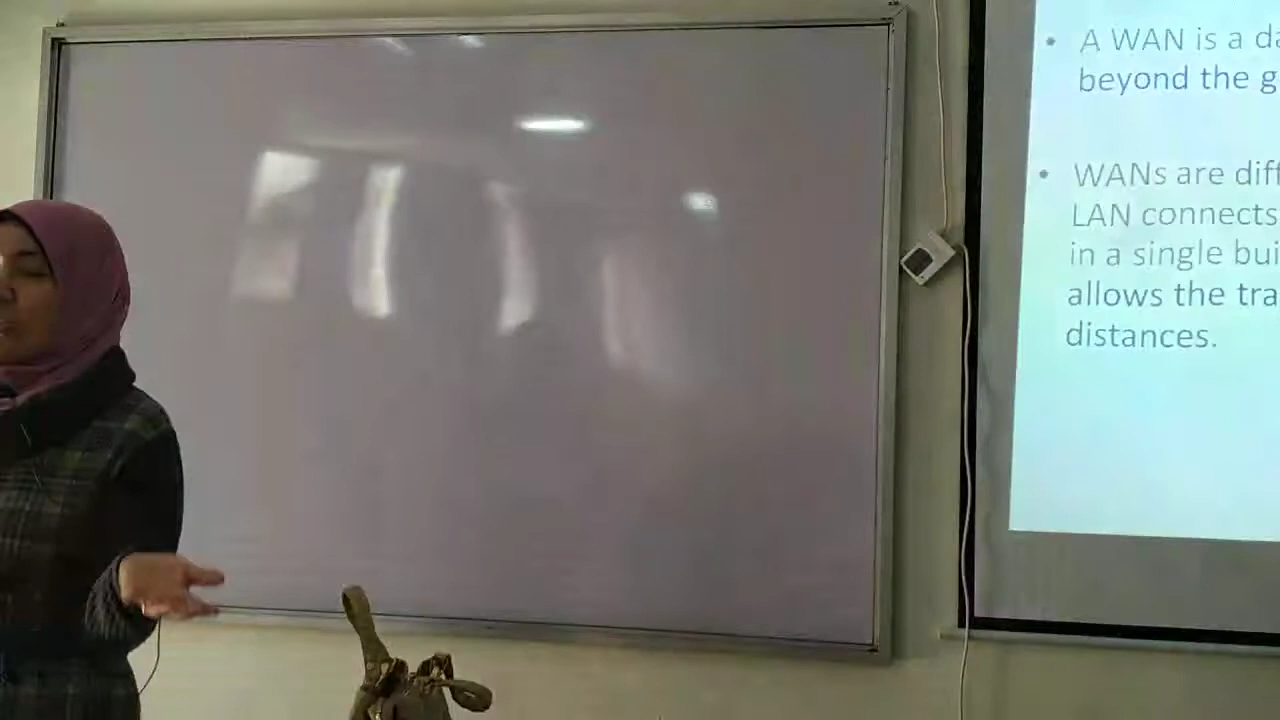 • A WAN is a da
beyond the g
• WANs are diff
LAN connects
in a single bui
allows the tra
distances.